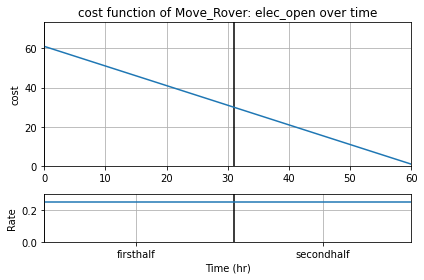 cost function of Move_Rover: elec_open over time
cost
60
40
20
0
0 10 20 30 40 50 60
Rate
0.2
0.0
firsthalf secondhalf
Time (hr)